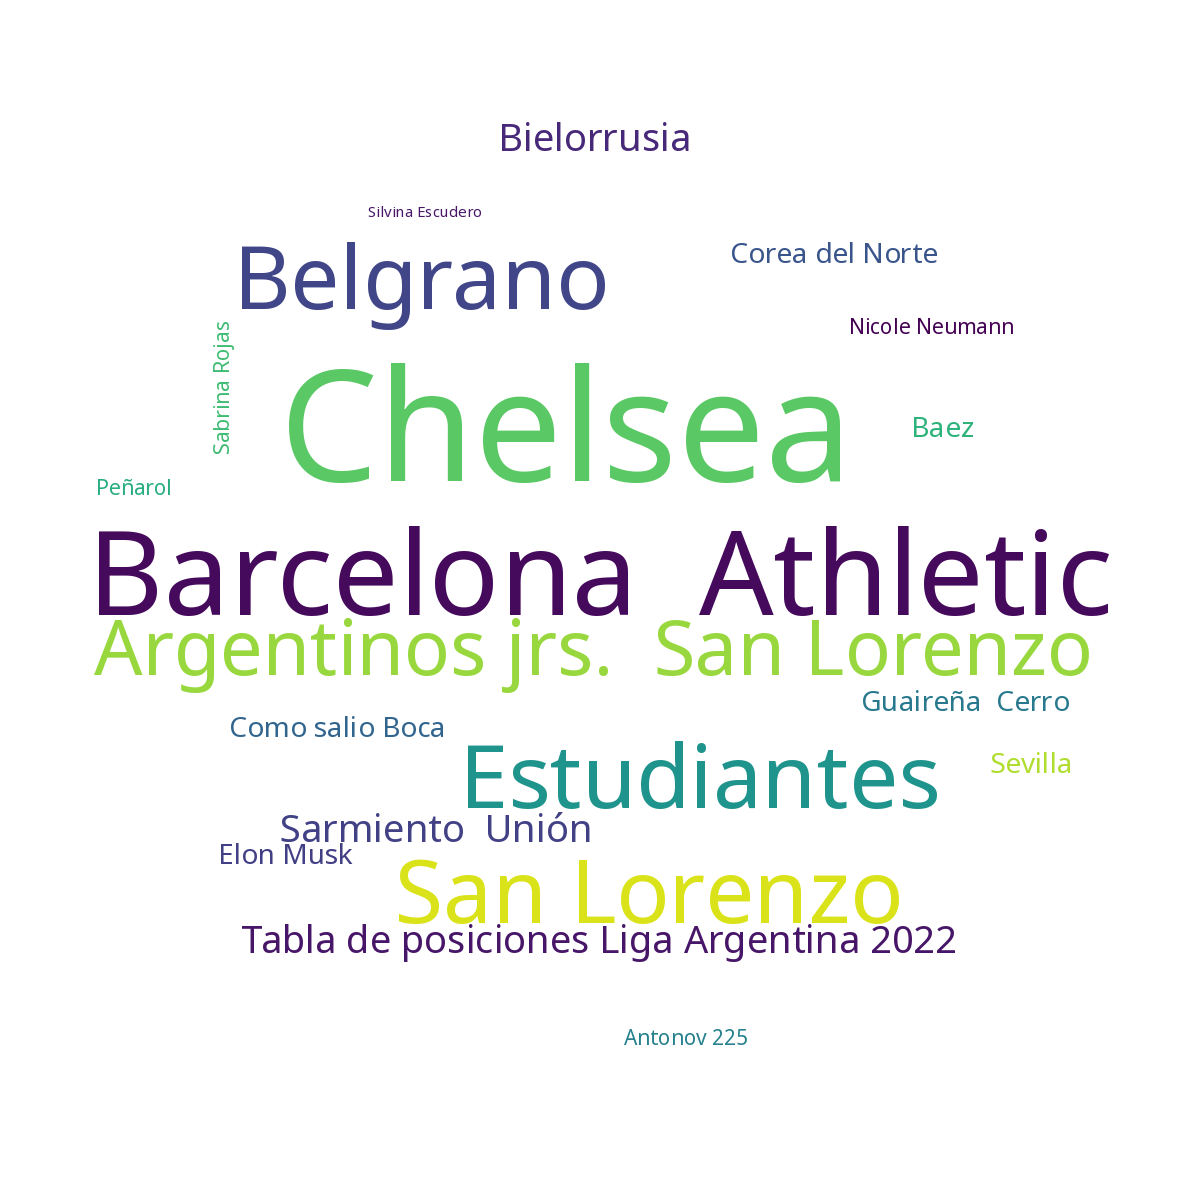 Bielorrusia
Silvina Escudero
Belgrano
Corea del Norte
Nicole Neumann
Sabrina Rojas
Chelsea
Baez
Peñarol
Barcelona  Athletic
Argentinos jrs.  San Lorenzo
Guaireña  Cerro
Como salio Boca
Estudiantes
Sevilla
Sarmiento  Unión
Elon Musk
San Lorenzo
Tabla de posiciones Liga Argentina 2022
Antonov 225